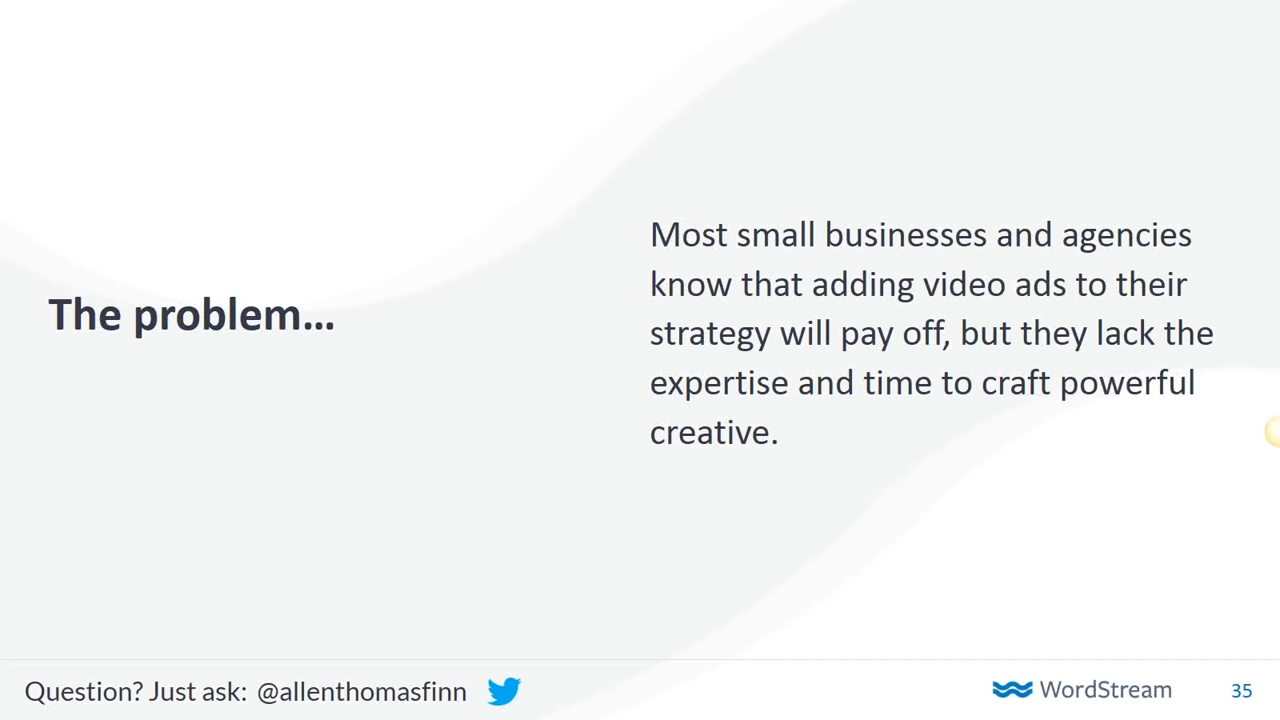 The problem...
Most small businesses and agencies
know that adding video ads to their
strategy will pay off, but they lack the
expertise and time to craft powerful
creative.
Question? Just ask: @allenthomasfinn
WordStream
35